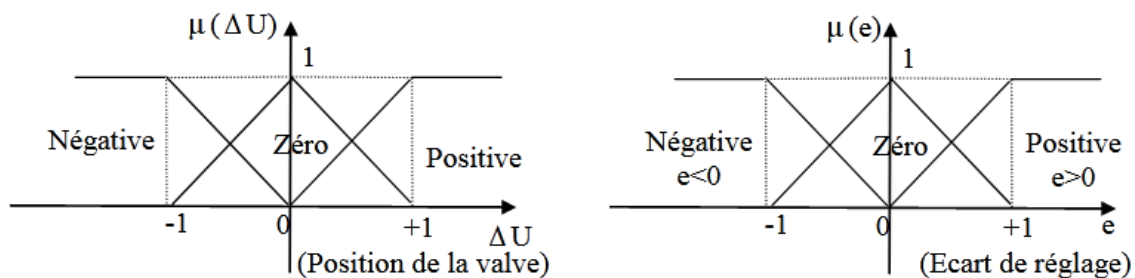 μ(ΔU)
1
Négative
Zéro
Positive
-1
0
+1
ΔU
(Position de la valve)
μ(e)
1
Négative
e<0
Zéro
Positive
e>0
-1
0
+1
e
(Ecart de réglage)